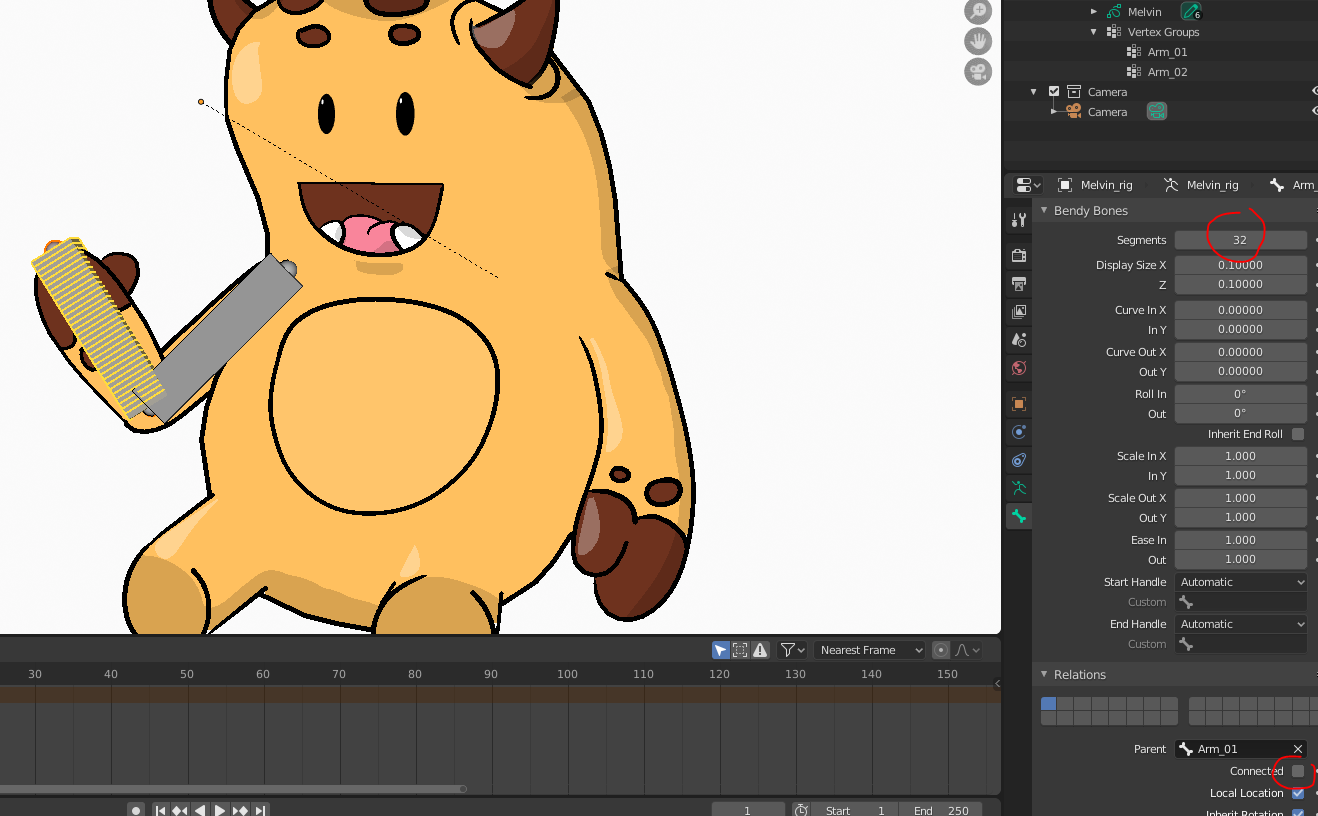 Melvin
6
Vertex Groups
Arm_01
Arm_02
Camera
Camera
Melvin_rig
Melvin_rig
Arm_
Bendy Bones
Segments 32
Display Size X 0.10000
Z 0.10000
Curve In X 0.00000
In Y 0.00000
Curve Out X 0.00000
Out Y 0.00000
Roll In 0°
Out 0°
Inherit End Roll
Scale In X 1.000
In Y 1.000
Scale Out X 1.000
Out Y 1.000
Ease In 1.000
Out 1.000
Start Handle Automatic
Custom
End Handle Automatic
Custom
Relations
Parent Arm_01
Connected
Local Location
Inherit Rotation
Nearest Frame
30 40 50 60 70 80 90 100 110 120 130 140 150
1 Start 1 End 250